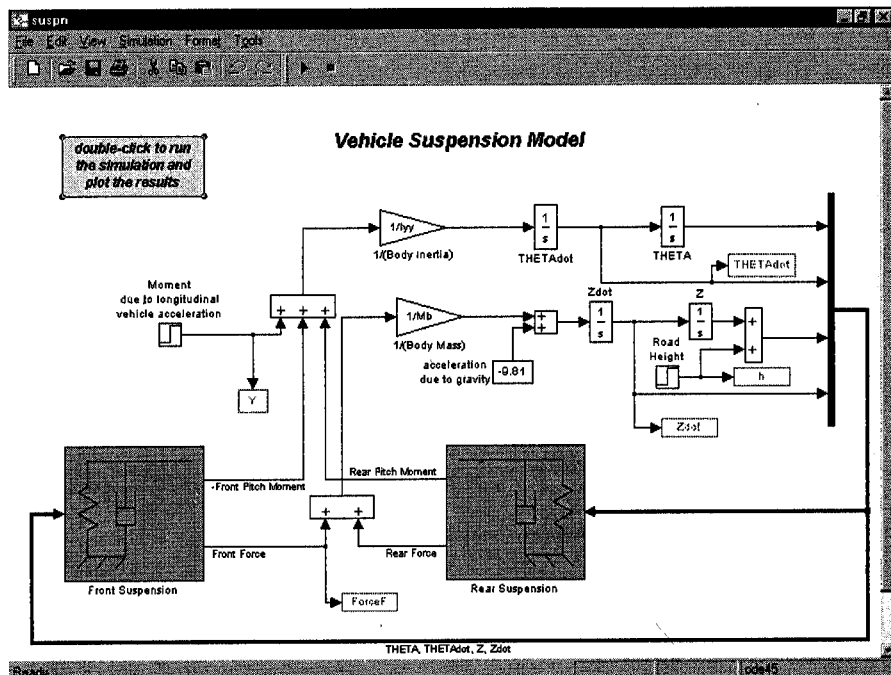 suspn
File Edit View Simulation Format Tools
double-click to run
the simulation and
plot the results
Vehicle Suspension Model
1/Iyy
1/(Body Inertia)
1
s
THETAdot
1
s
THETA
THETAdot
Moment
due to longitudinal
vehicle acceleration
+ + +
1/Mb
1/(Body Mass)
+
+
acceleration
due to gravity
-9.81
Zdot
1
s
Z
1
s
+
+
Road
Height
h
Y
Zdot
-Front Pitch Moment
Rear Pitch Moment
+ +
Front Force
Rear Force
Front Suspension
Rear Suspension
ForceF
THETA, THETAdot, Z, Zdot
Ready
ode45